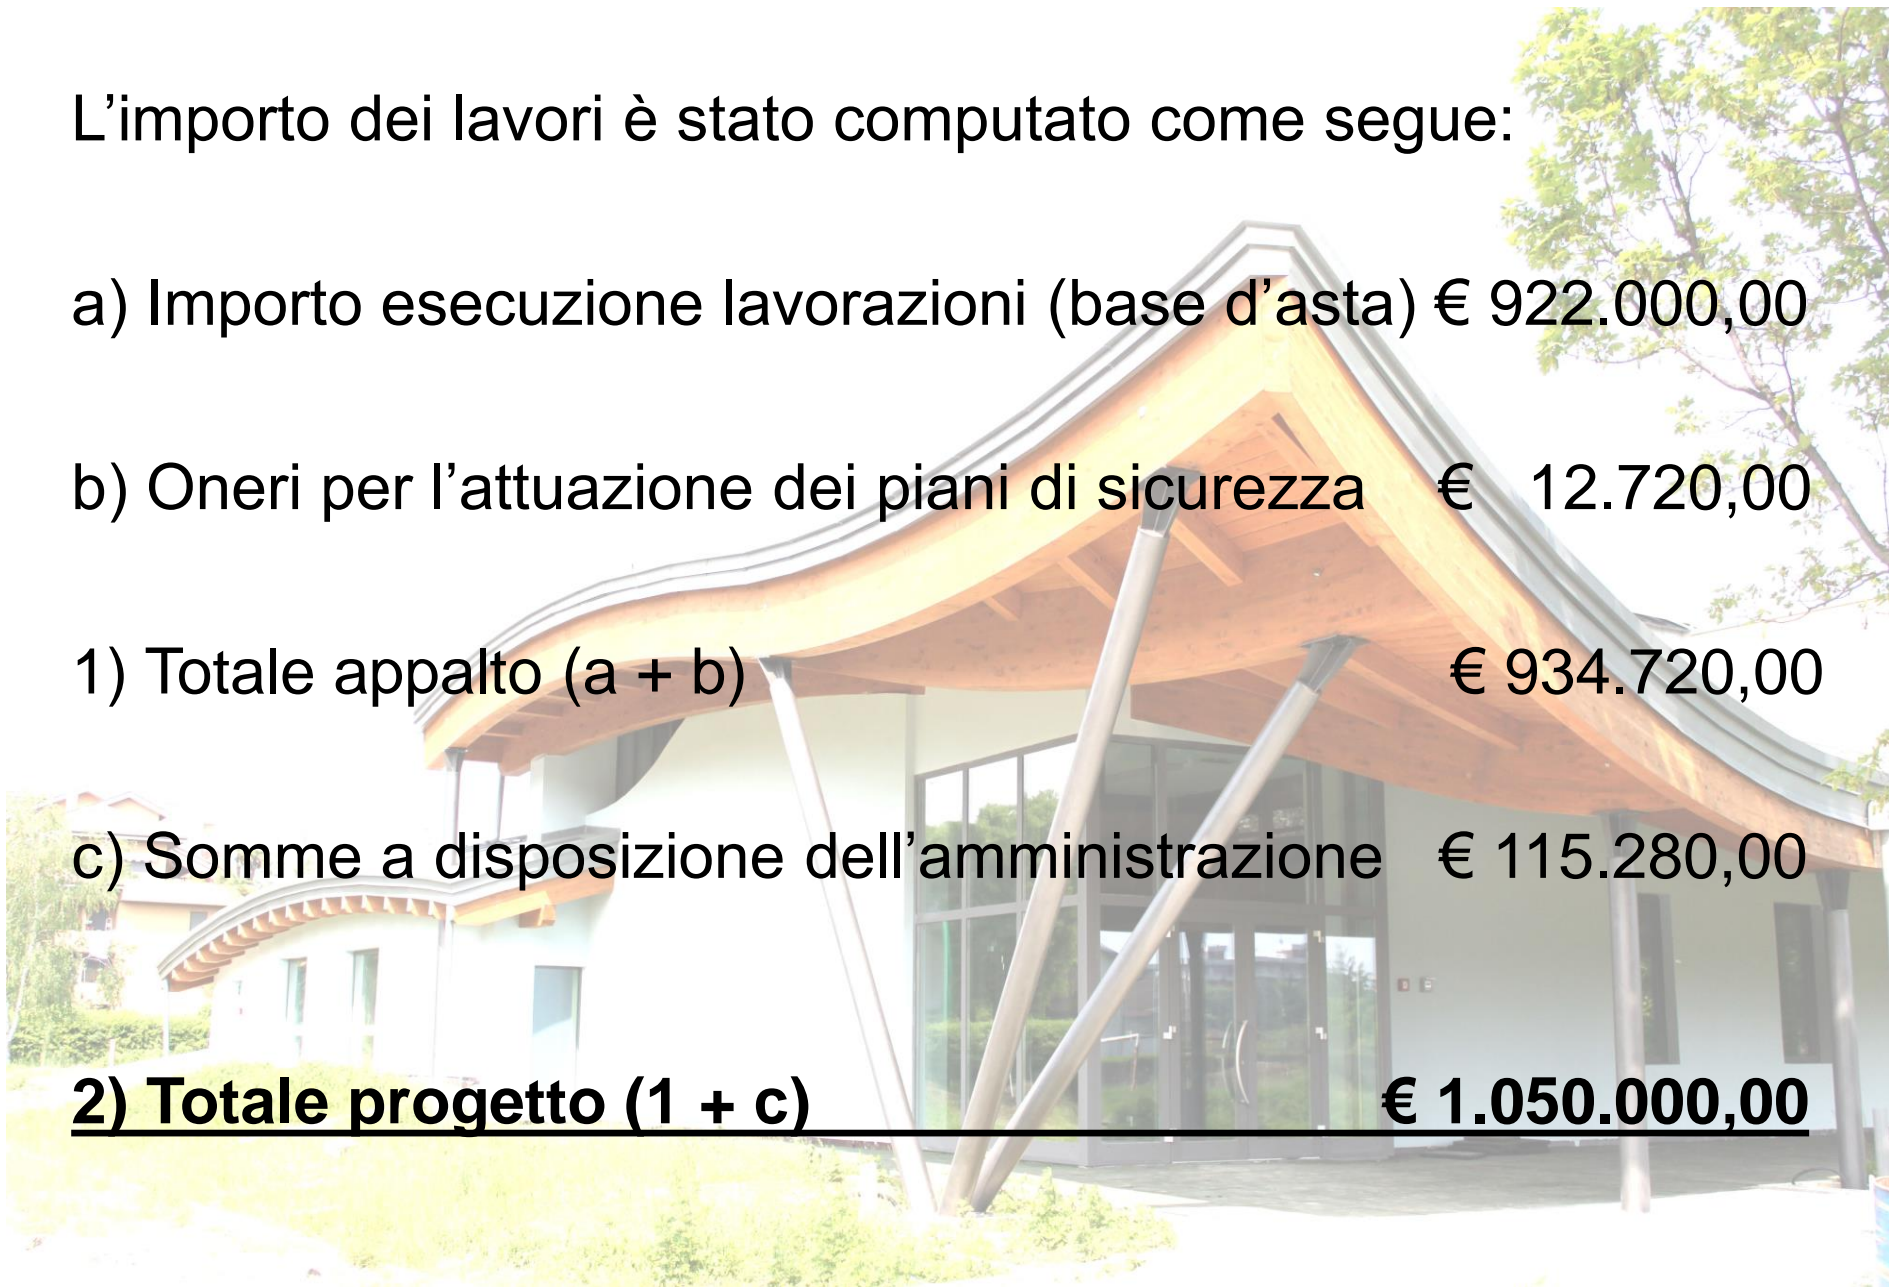 L’importo dei lavori è stato computato come segue:
a) Importo esecuzione lavorazioni (base d’asta) € 922.000,00
b) Oneri per l’attuazione dei piani di sicurezza € 12.720,00
1) Totale appalto (a + b) € 934.720,00
c) Somme a disposizione dell’amministrazione € 115.280,00
2) Totale progetto (1 + c) € 1.050.000,00